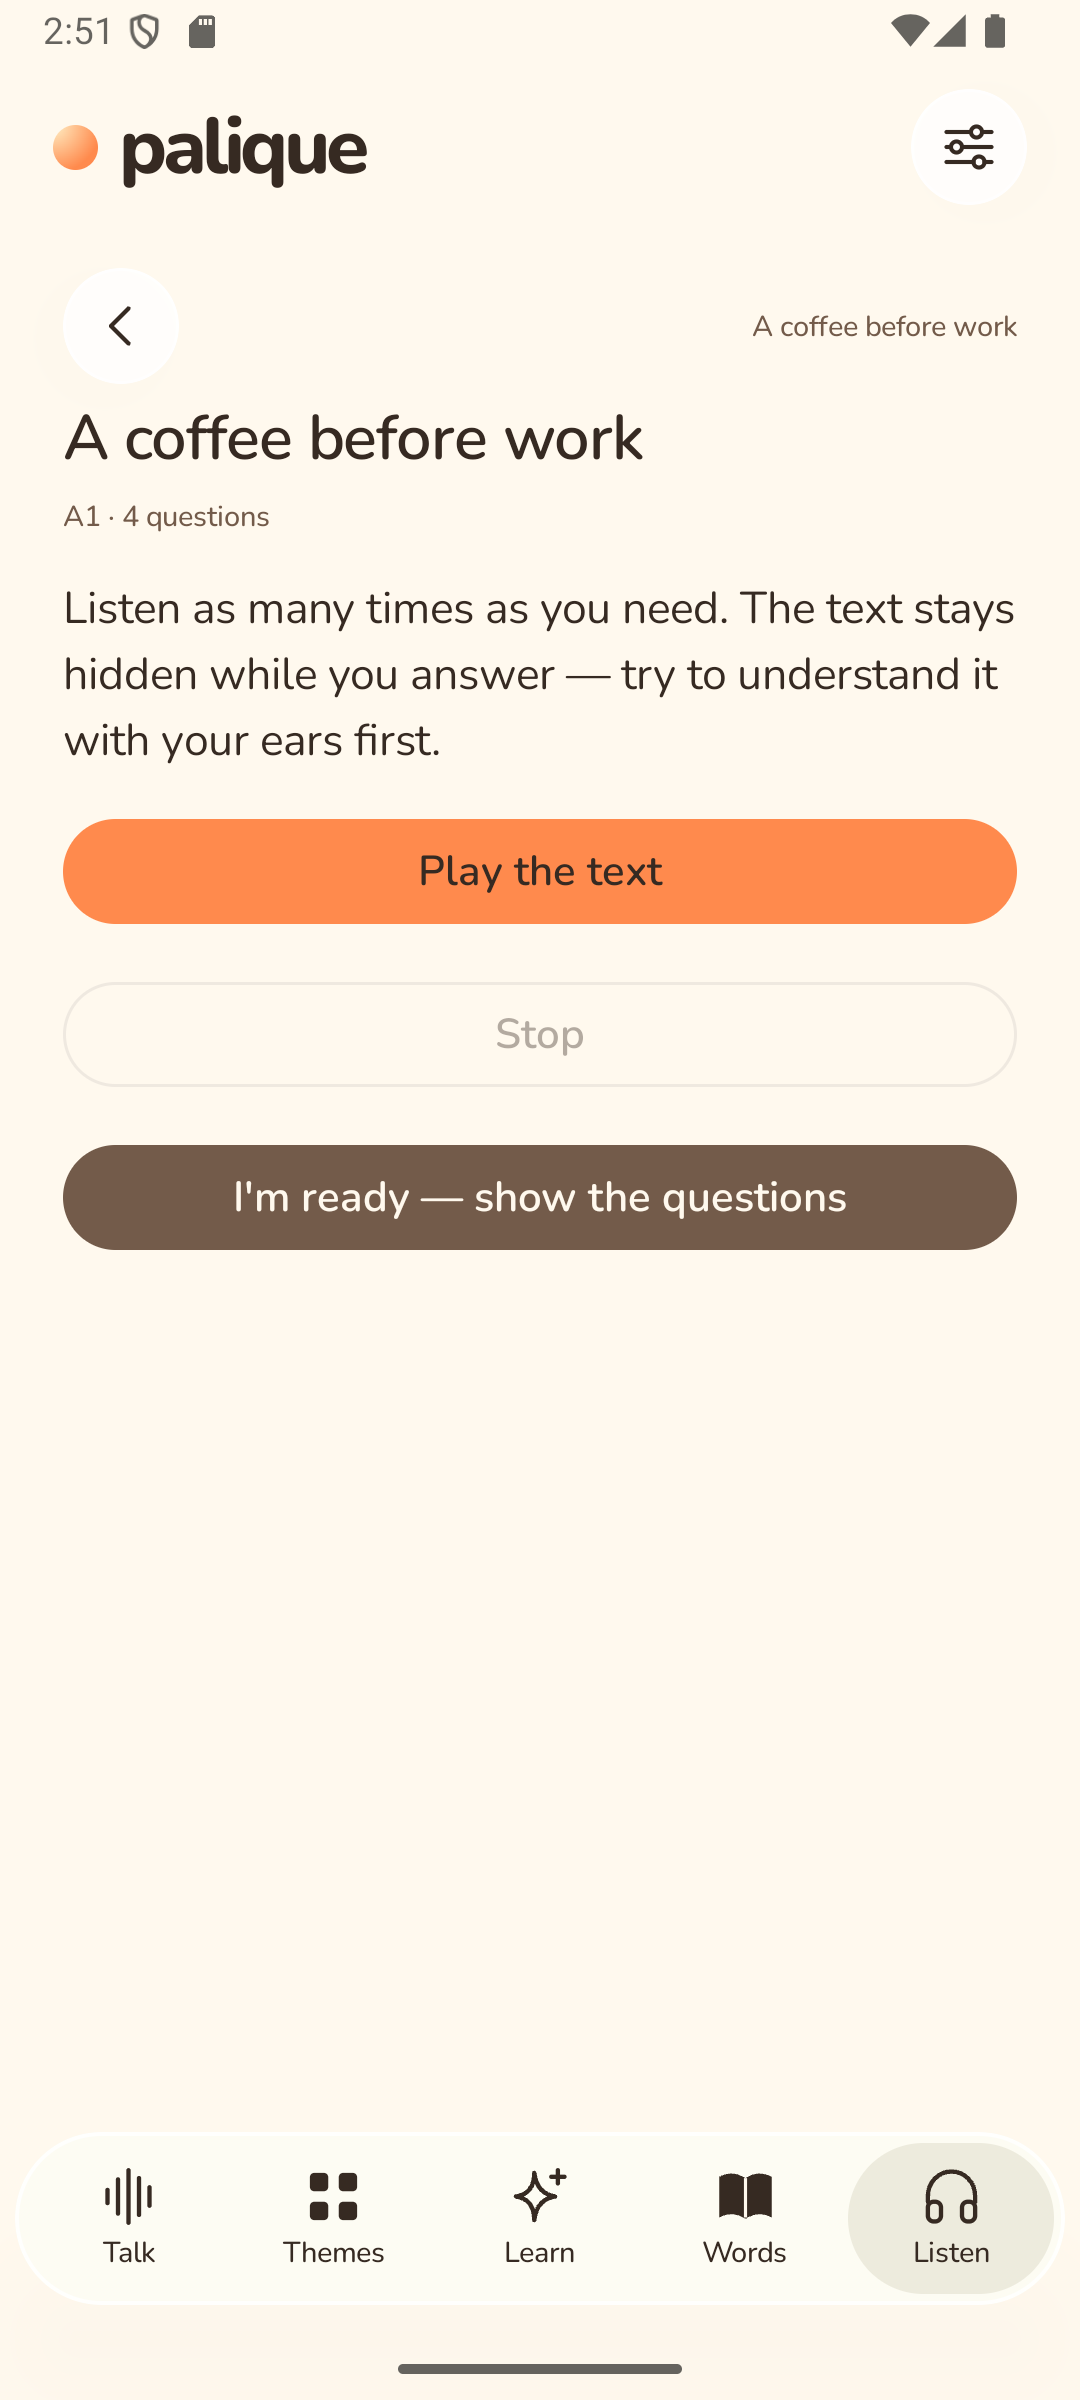 2:51
palique
A coffee before work
A coffee before work
A1 · 4 questions
Listen as many times as you need. The text stays
hidden while you answer — try to understand it
with your ears first.
Play the text
Stop
I'm ready — show the questions
Talk
Themes
Learn
Words
Listen